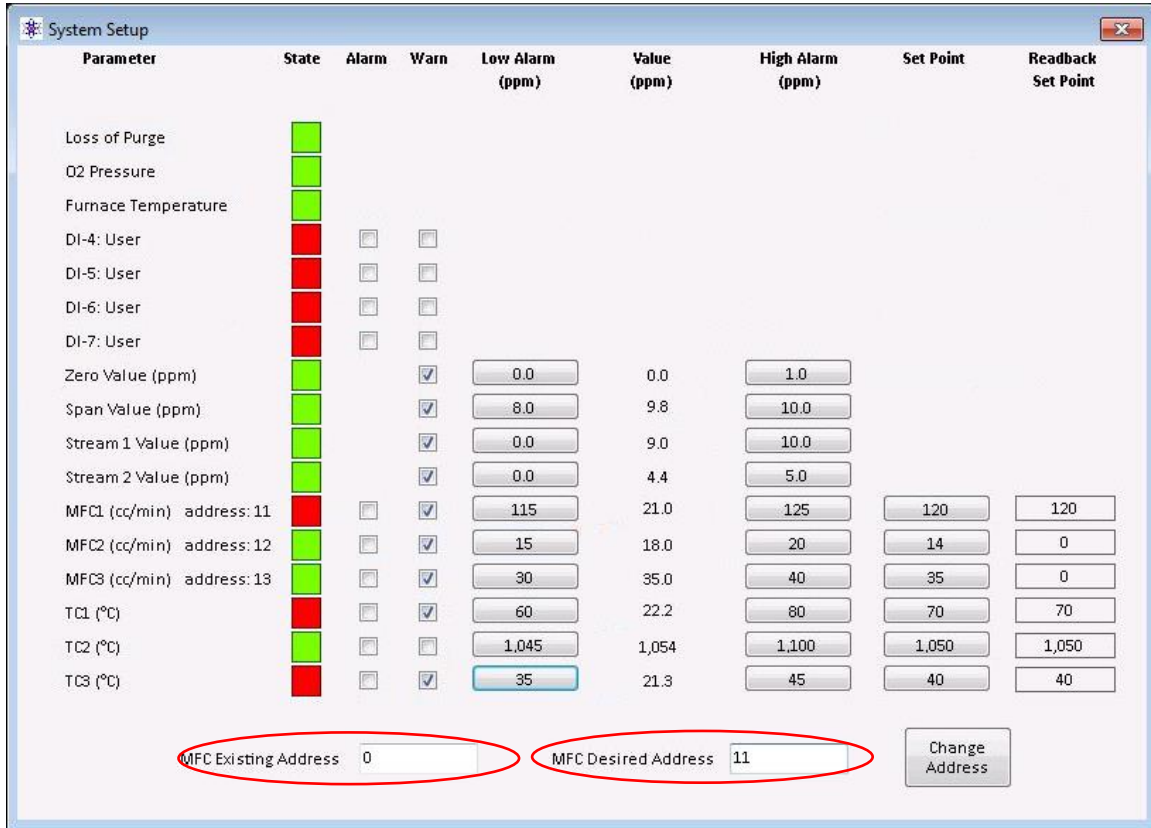 System Setup
Parameter State Alarm Warn Low Alarm (ppm) Value (ppm) High Alarm (ppm) Set Point Readback Set Point
Loss of Purge
O2 Pressure
Furnace Temperature
DI-4: User
DI-5: User
DI-6: User
DI-7: User
Zero Value (ppm) 0.0 0.0 1.0
Span Value (ppm) 8.0 9.8 10.0
Stream 1 Value (ppm) 0.0 9.0 10.0
Stream 2 Value (ppm) 0.0 4.4 5.0
MFC1 (cc/min) address: 11 115 21.0 125 120 120
MFC2 (cc/min) address: 12 15 18.0 20 14 0
MFC3 (cc/min) address: 13 30 35.0 40 35 0
TC1 (°C) 60 22.2 80 70 70
TC2 (°C) 1,045 1,054 1,100 1,050 1,050
TC3 (°C) 35 21.3 45 40 40
MFC Existing Address 0 MFC Desired Address 11 Change Address